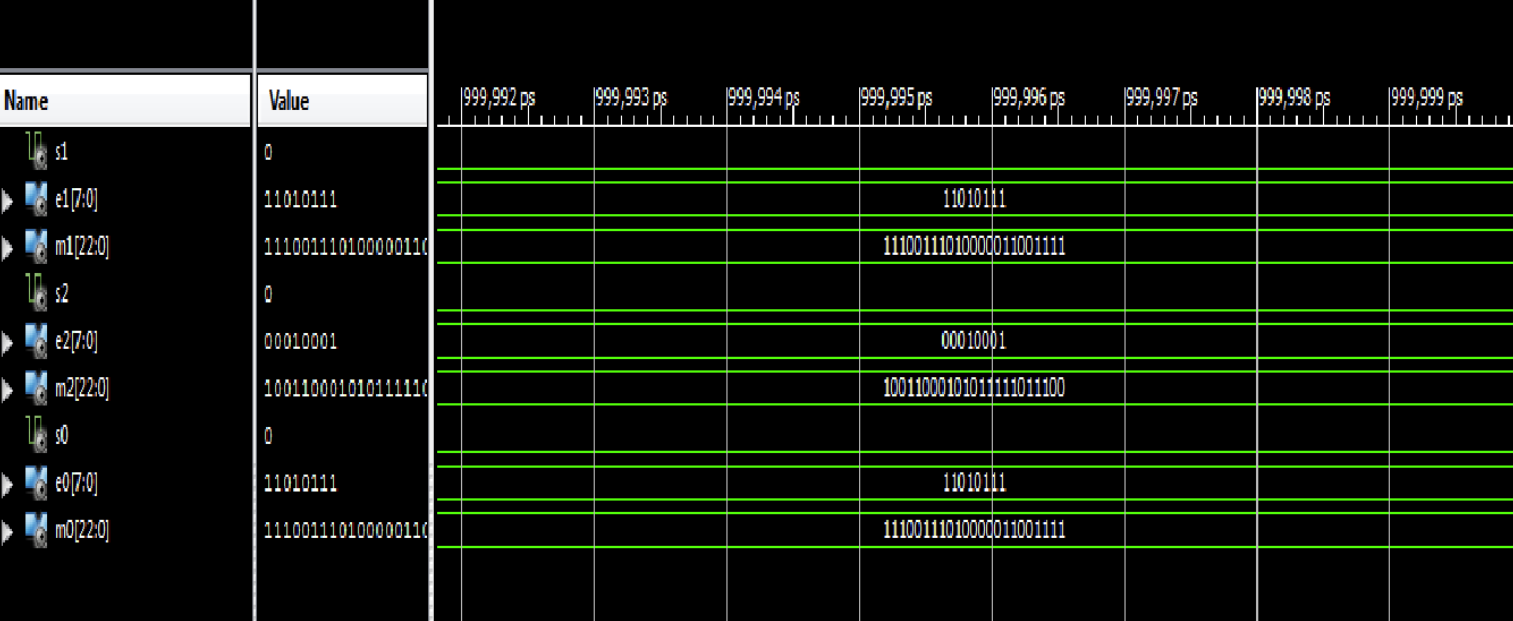 Name Value 999,992 ps 999,993 ps 999,994 ps 999,995 ps 999,996 ps 999,997 ps 999,998 ps 999,999 ps
s1 0
e1[7:0] 11010111 11010111
m1[22:0] 111001110100000110 11100111010000011001111
s2 0
e2[7:0] 00010001 00010001
m2[22:0] 1001100010101111110 10011000101011111011100
s0 0
e0[7:0] 11010111 11010111
m0[22:0] 111001110100000110 11100111010000011001111